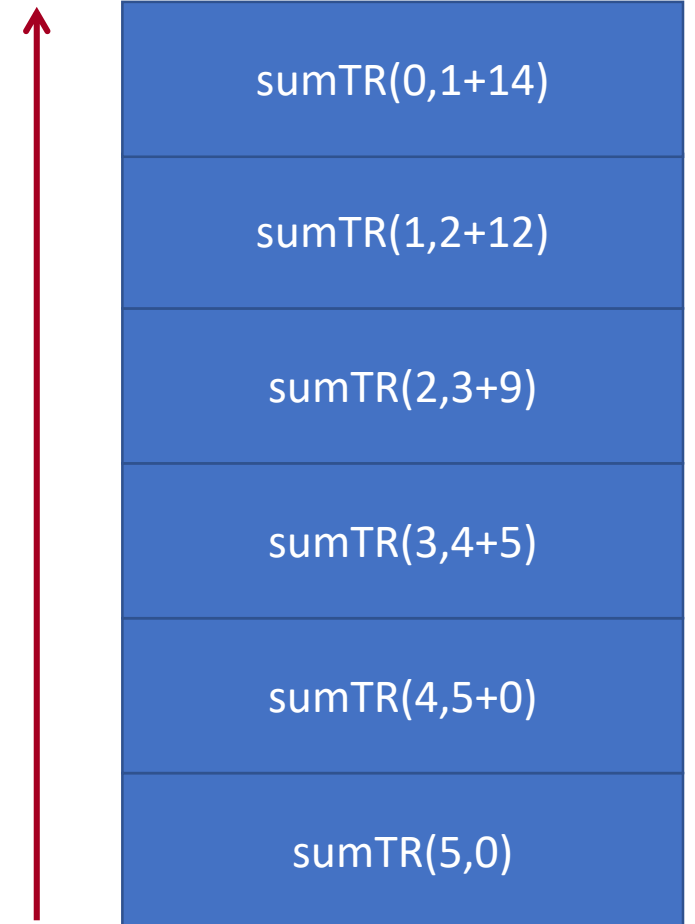 sumTR(0,1+14)
sumTR(1,2+12)
sumTR(2,3+9)
sumTR(3,4+5)
sumTR(4,5+0)
sumTR(5,0)